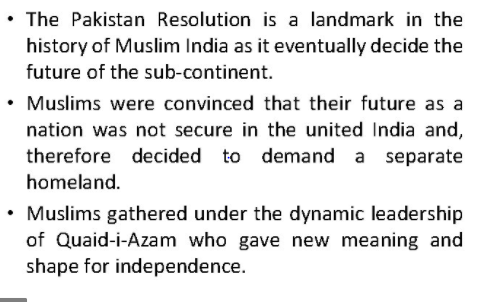 • The Pakistan Resolution is a landmark in the
history of Muslim India as it eventually decide the
future of the sub-continent.
• Muslims were convinced that their future as a
nation was not secure in the united India and,
therefore decided to demand a separate
homeland.
• Muslims gathered under the dynamic leadership
of Quaid-i-Azam who gave new meaning and
shape for independence.